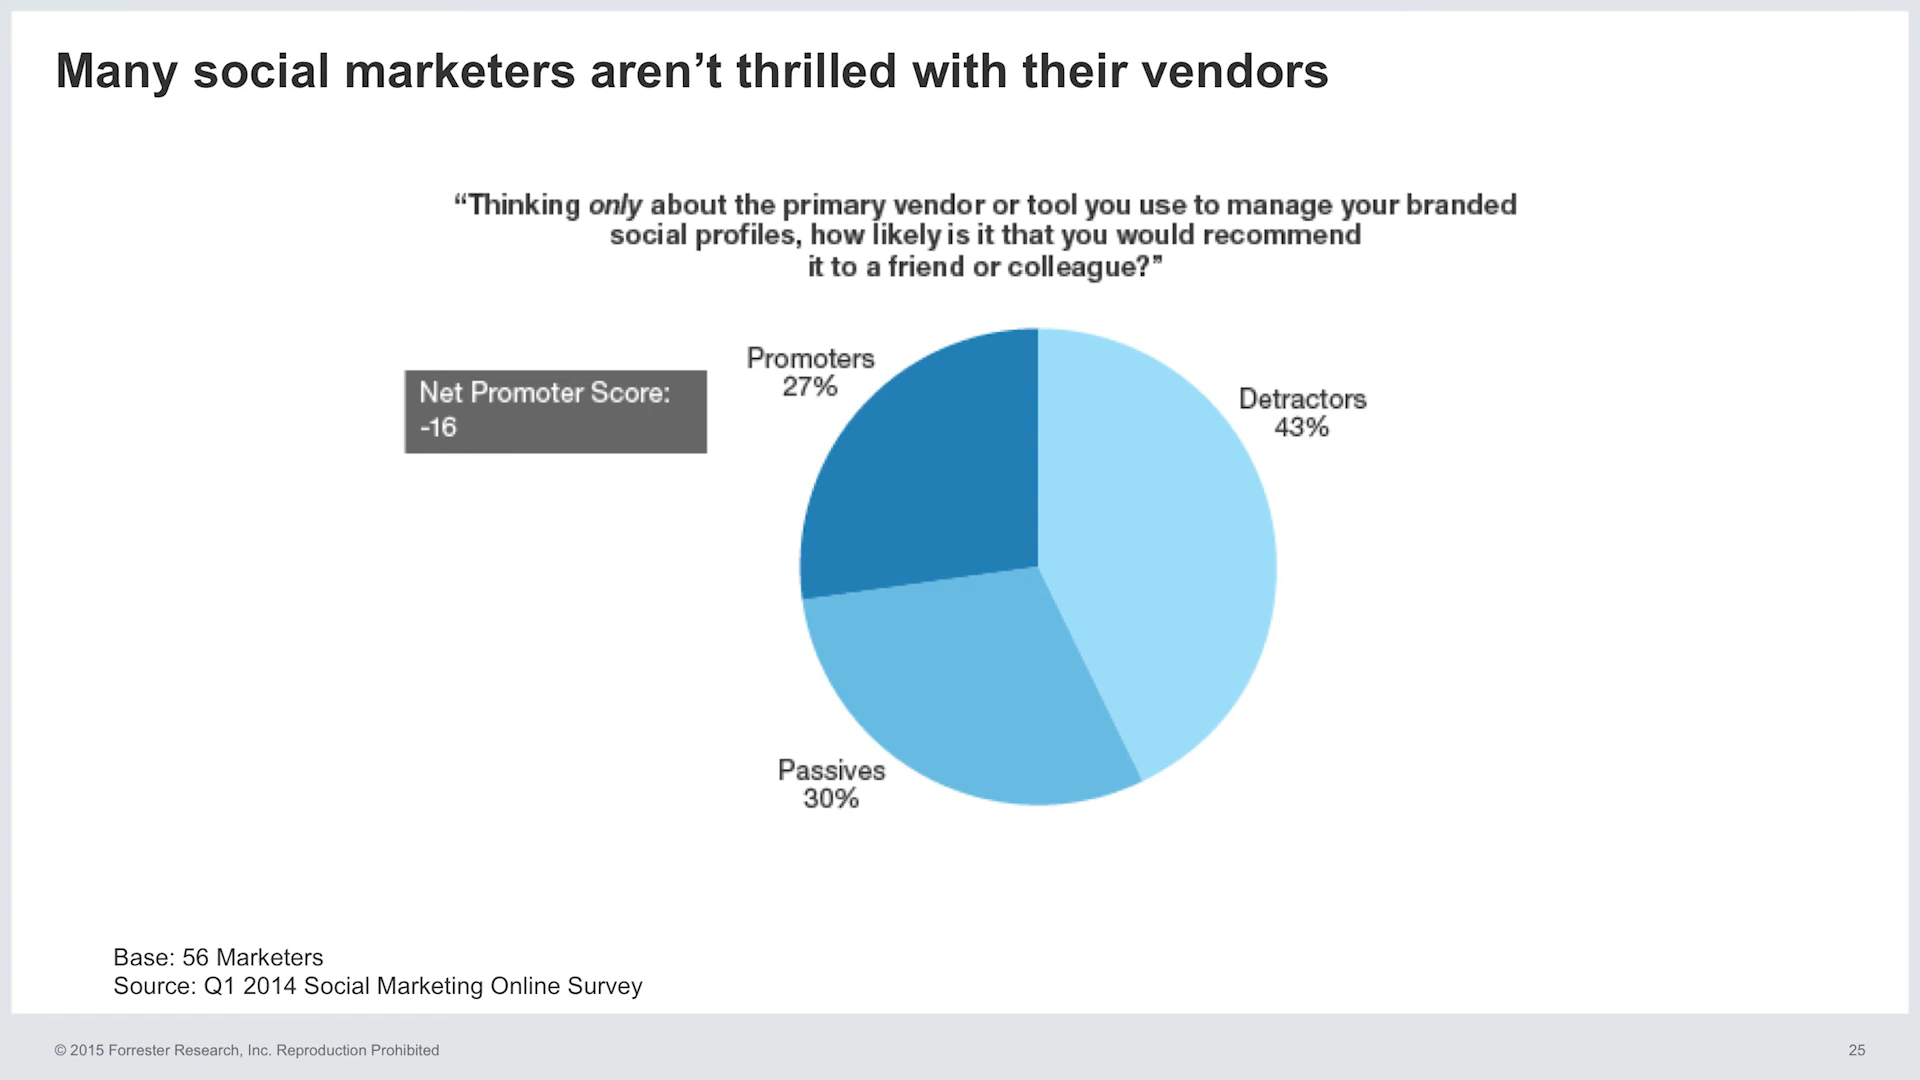 Many social marketers aren’t thrilled with their vendors
“Thinking only about the primary vendor or tool you use to manage your branded
social profiles, how likely is it that you would recommend
it to a friend or colleague?”
Net Promoter Score:
-16
Promoters
27%
Detractors
43%
Passives
30%
Base: 56 Marketers
Source: Q1 2014 Social Marketing Online Survey
© 2015 Forrester Research, Inc. Reproduction Prohibited
25